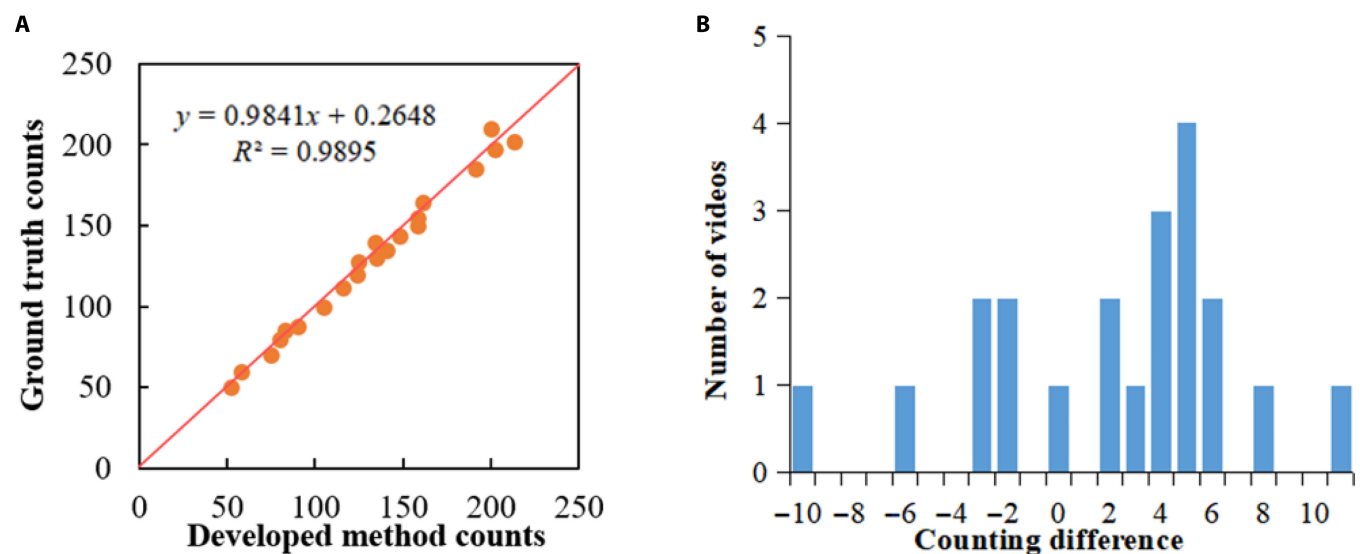 A
250
200
150
100
50
0
y = 0.9841x + 0.2648
R² = 0.9895
Ground truth counts
0 50 100 150 200 250
Developed method counts
B
5
4
3
2
1
0
Number of videos
−10 −8 −6 −4 −2 0 2 4 6 8 10
Counting difference